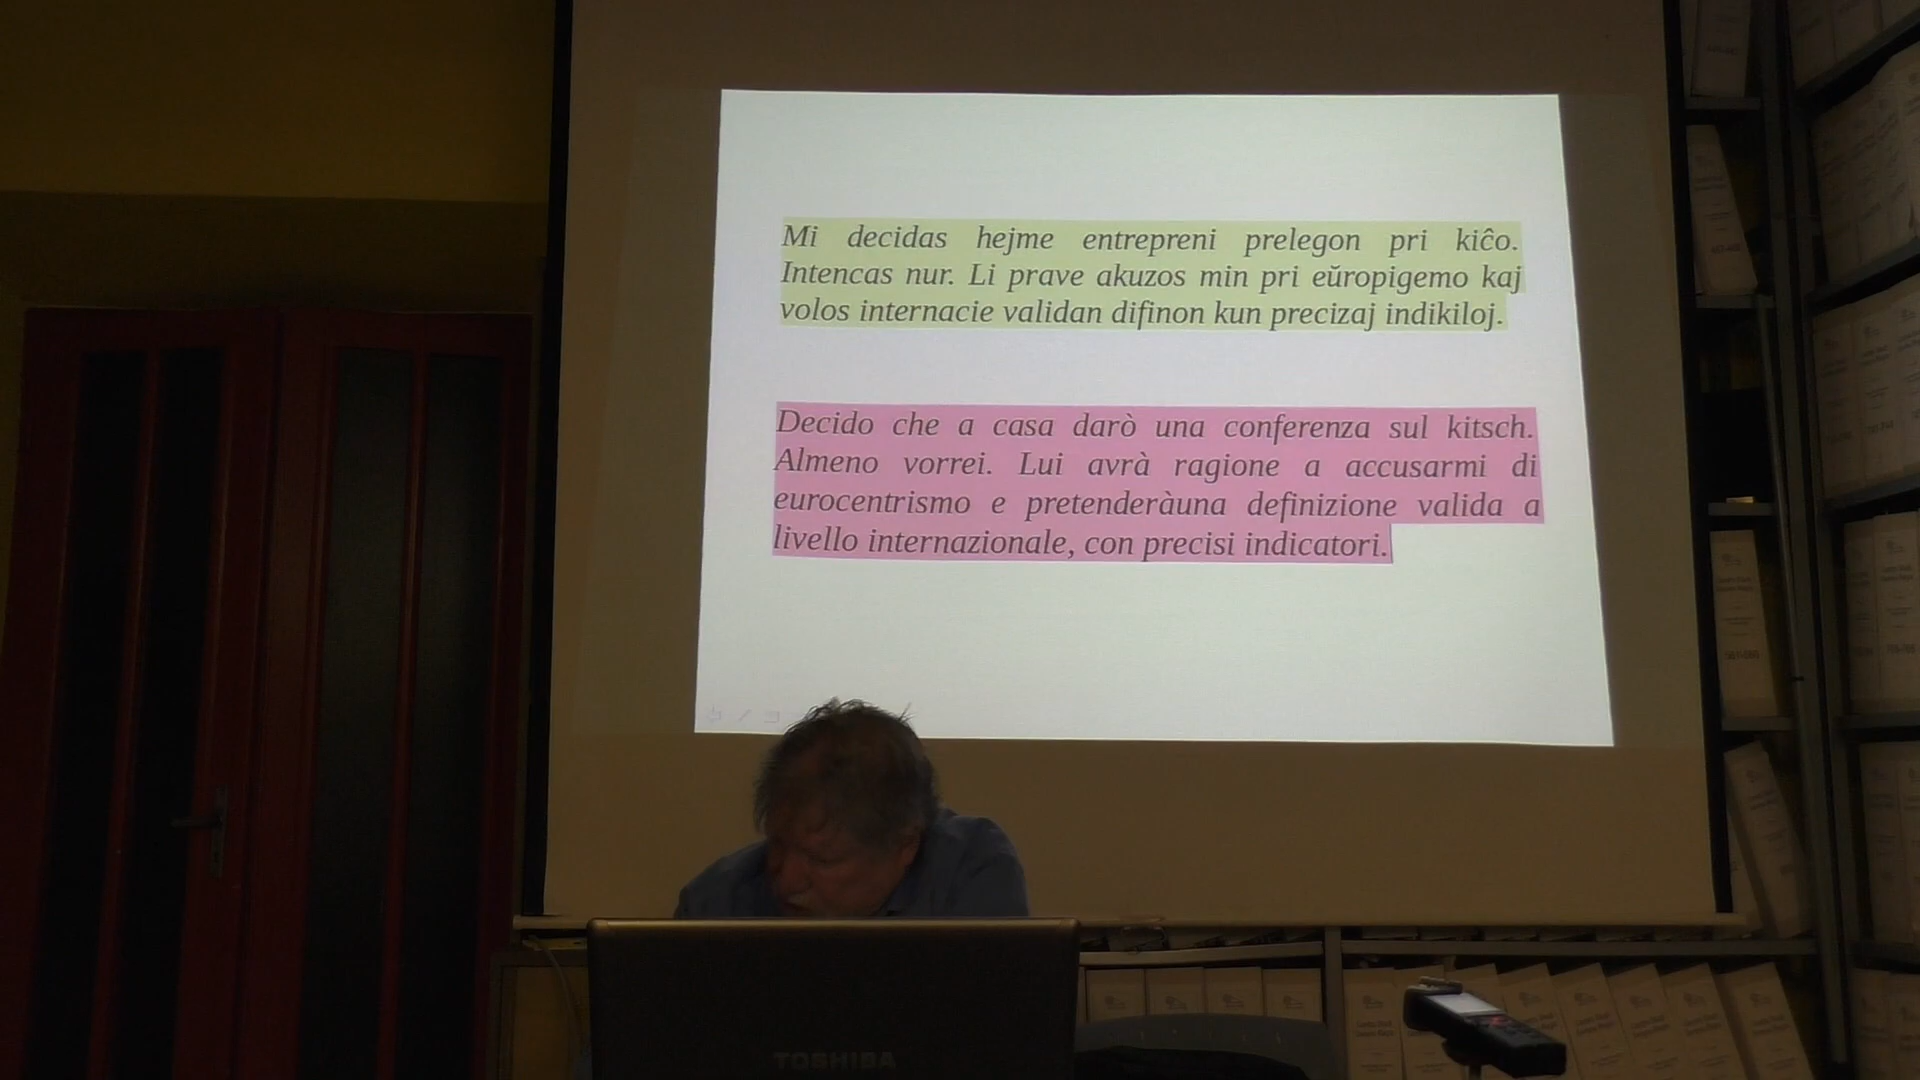 Mi decidas hejme entrepreni prelegon pri kiĉo.
Intencas nur. Li prave akuzos min pri eŭropigemo kaj
volos internacie validan difinon kun precizaj indikiloj.
Decido che a casa darò una conferenza sul kitsch.
Almeno vorrei. Lui avrà ragione a accusarmi di
eurocentrismo e pretenderàuna definizione valida a
livello internazionale, con precisi indicatori.
TOSHIBA